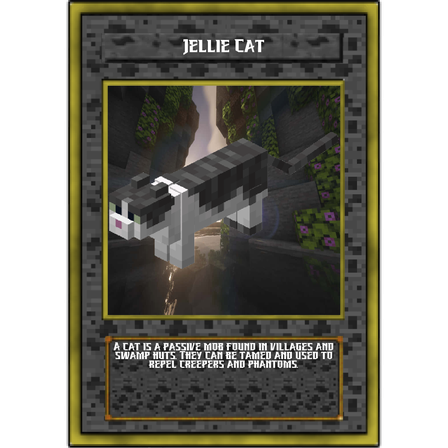 Jellie Cat
A cat is a passive mob found in villages and
swamp huts. They can be tamed and used to
repel creepers and phantoms.